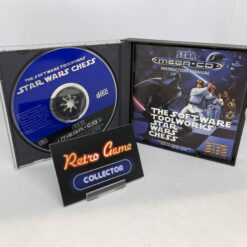 THE SOFTWARE TOOLWORKS
STAR WARS CHESS
DISC
MEGA-CD
SEGA
MEGA-CD
INSTRUCTION MANUAL
THE SOFTWARE
TOOLWORKS
STAR
WARS
CHESS
Retro Game
COLLECTOR